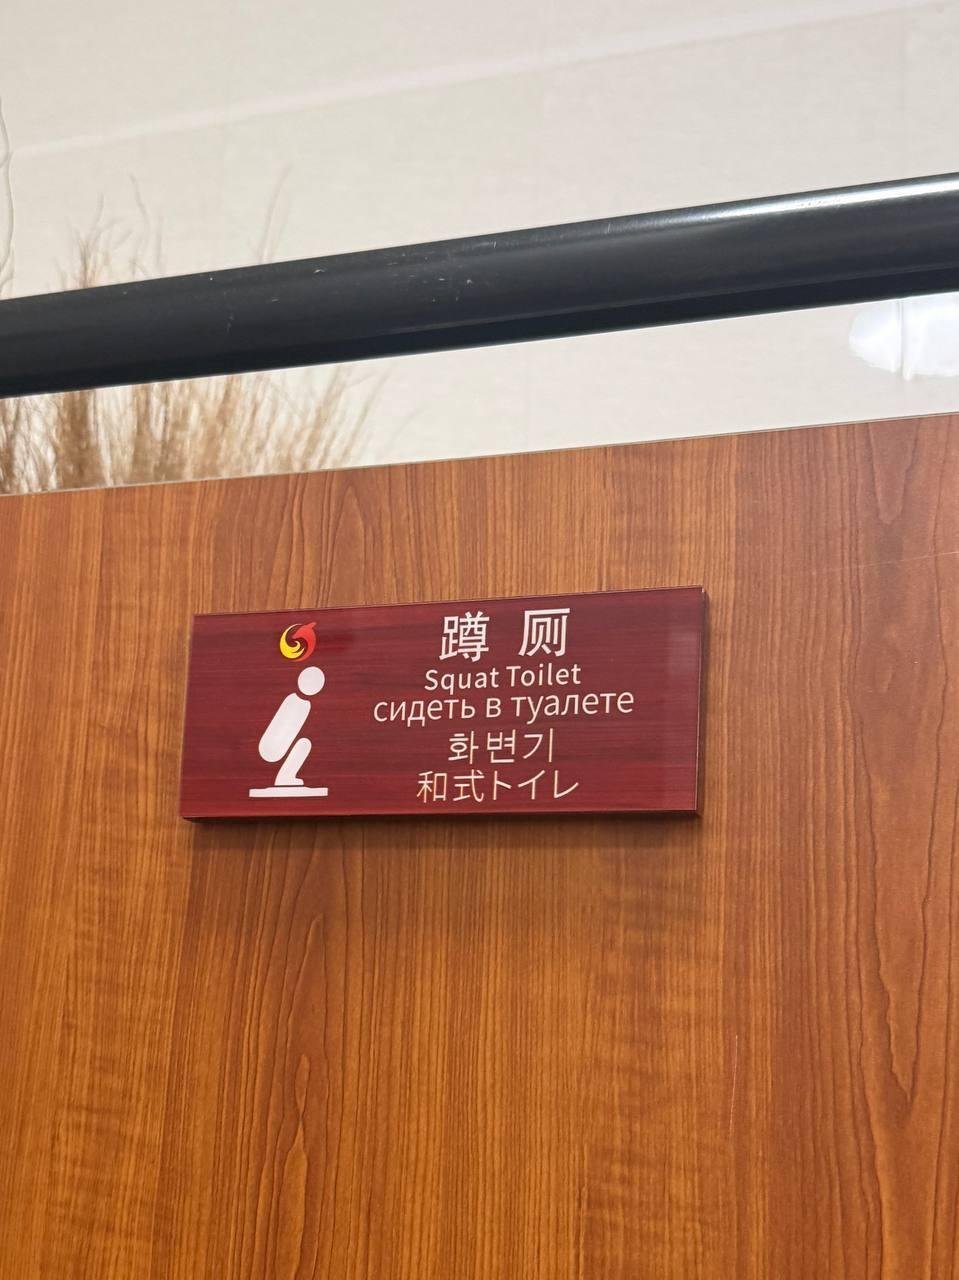 蹲厕
Squat Toilet
сидеть в туалете
화변기
和式トイレ